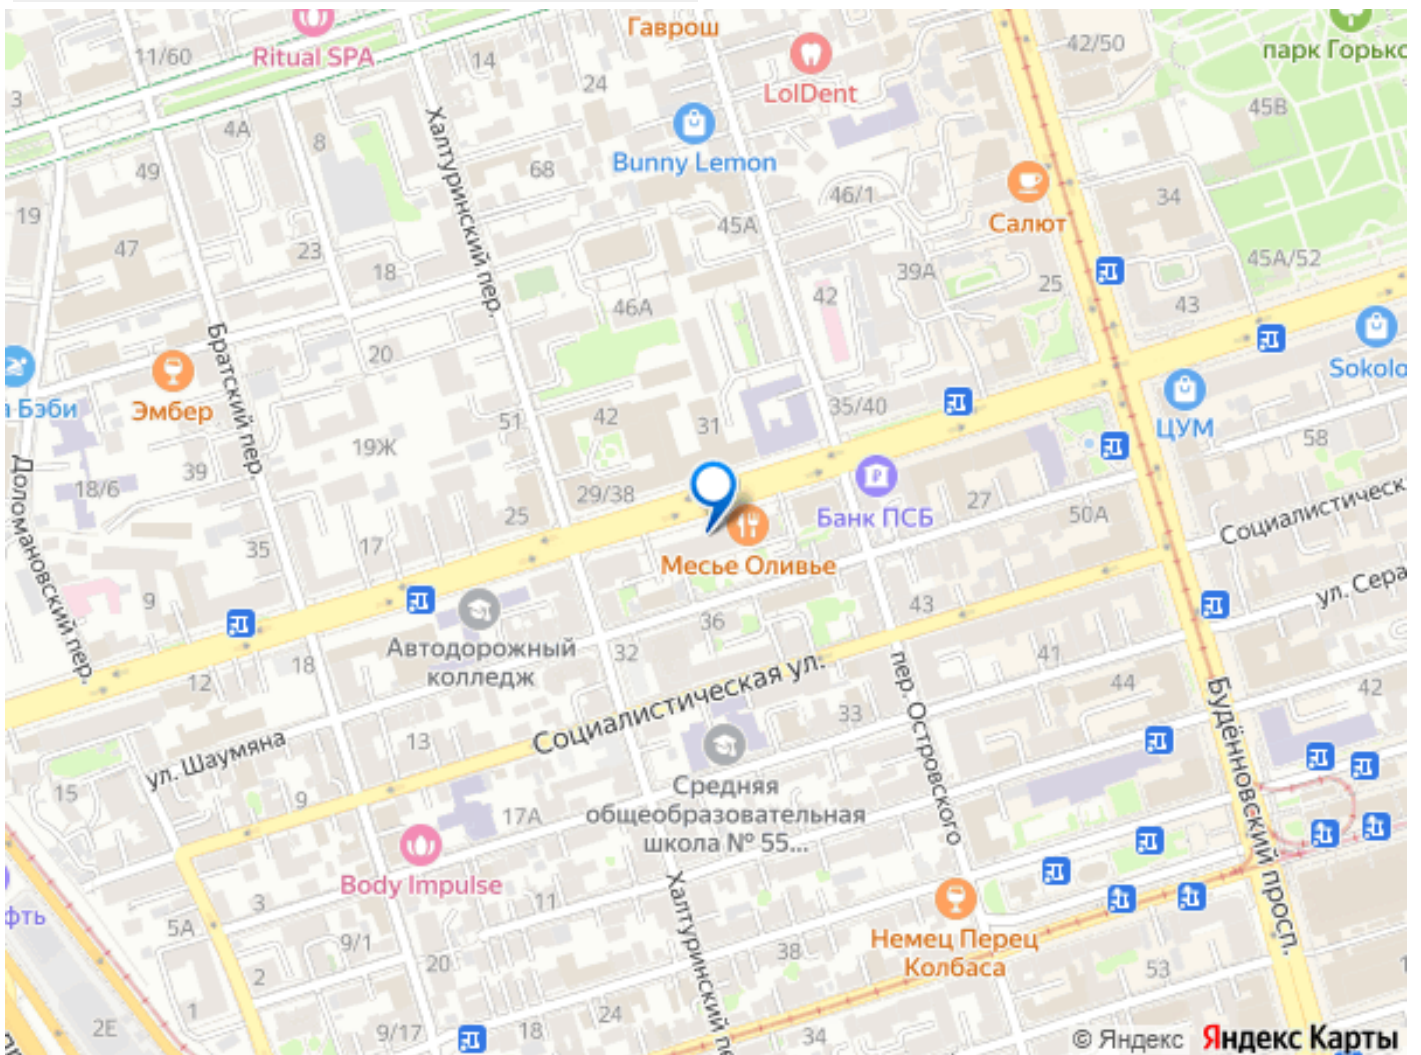 Гаврош
Ritual SPA
11/60
14
24
LolDent
42/50
парк Горько
3
4А
8
Халтуринский пер.
Bunny Lemon
68
45В
49
46/1
34
19
47
23
18
45А
Салют
39А
25
45А/52
43
46А
42
Sokolo
Братский пер.
20
Эмбер
а Бэби
51
42
31
35/40
ЦУМ
58
19Ж
39
18/6
Доломановский пер.
29/38
25
Банк ПСБ
27
50А
Социалистическ
35
17
Месье Оливье
ул. Сера
9
Автодорожный
колледж
36
43
32
18
12
41
44
42
пер. Островского
Социалистическая ул.
33
Будённовский просп.
ул. Шаумяна
13
15
9
17А
Средняя
общеобразовательная
школа № 55...
Body Impulse
фть
5А
3
11
9/1
20
2
38
Немец Перец
Колбаса
53
Халтуринский пе
1
2Е
9/17
18
24
34
© Яндекс Яндекс Карты